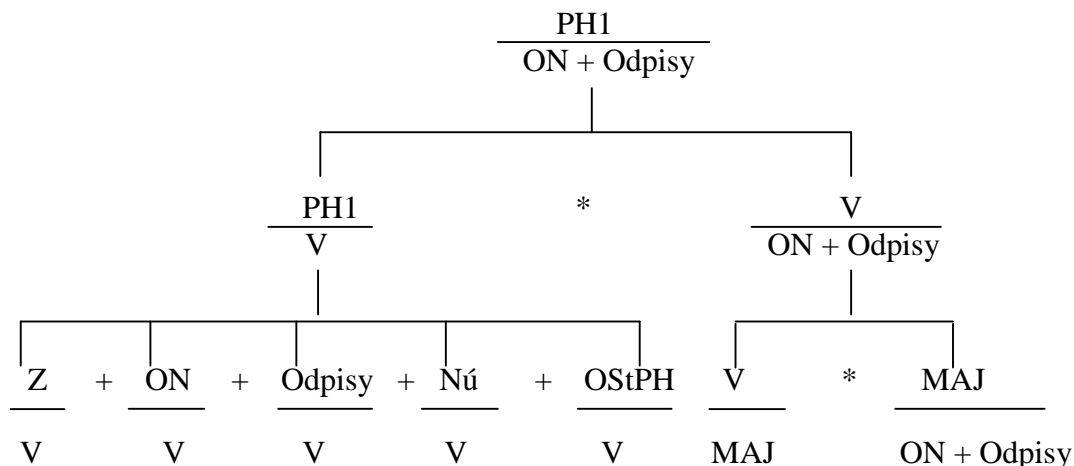 PH1
ON + Odpisy
PH1 * V
V ON + Odpisy
Z + ON + Odpisy + Nú + OStPH V * MAJ
V V V V V MAJ ON + Odpisy